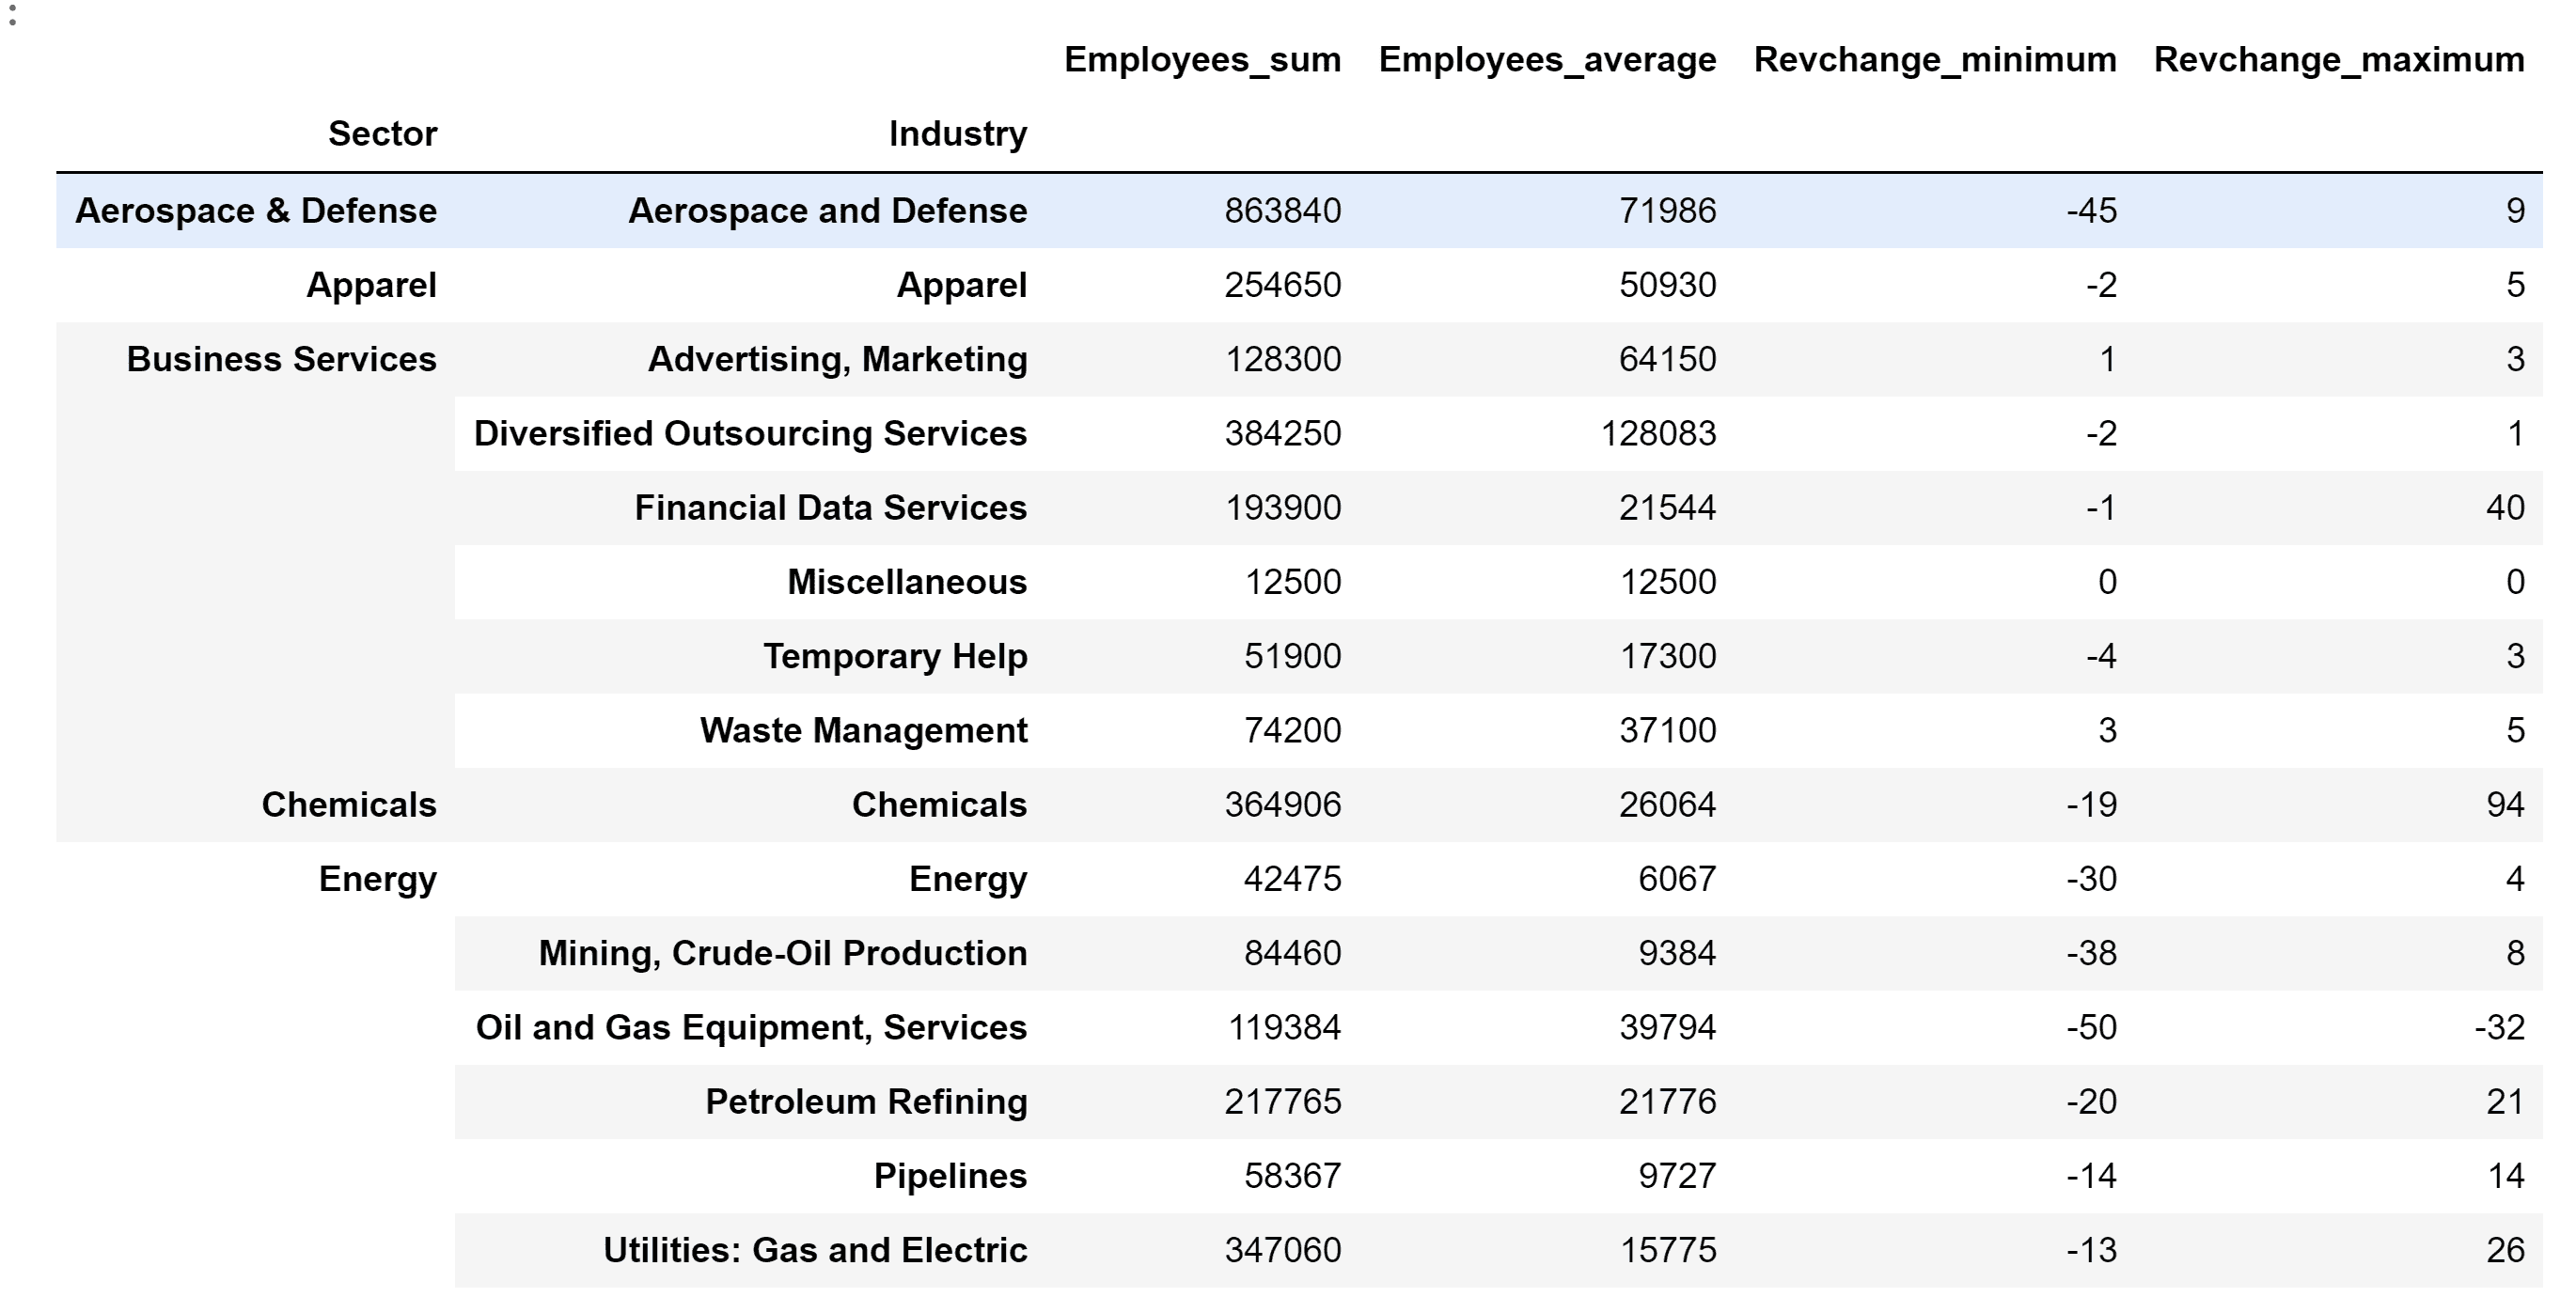 :
Employees_sum Employees_average Revchange_minimum Revchange_maximum
Sector Industry
Aerospace & Defense Aerospace and Defense 863840 71986 -45 9
Apparel Apparel 254650 50930 -2 5
Business Services Advertising, Marketing 128300 64150 1 3
Diversified Outsourcing Services 384250 128083 -2 1
Financial Data Services 193900 21544 -1 40
Miscellaneous 12500 12500 0 0
Temporary Help 51900 17300 -4 3
Waste Management 74200 37100 3 5
Chemicals Chemicals 364906 26064 -19 94
Energy Energy 42475 6067 -30 4
Mining, Crude-Oil Production 84460 9384 -38 8
Oil and Gas Equipment, Services 119384 39794 -50 -32
Petroleum Refining 217765 21776 -20 21
Pipelines 58367 9727 -14 14
Utilities: Gas and Electric 347060 15775 -13 26